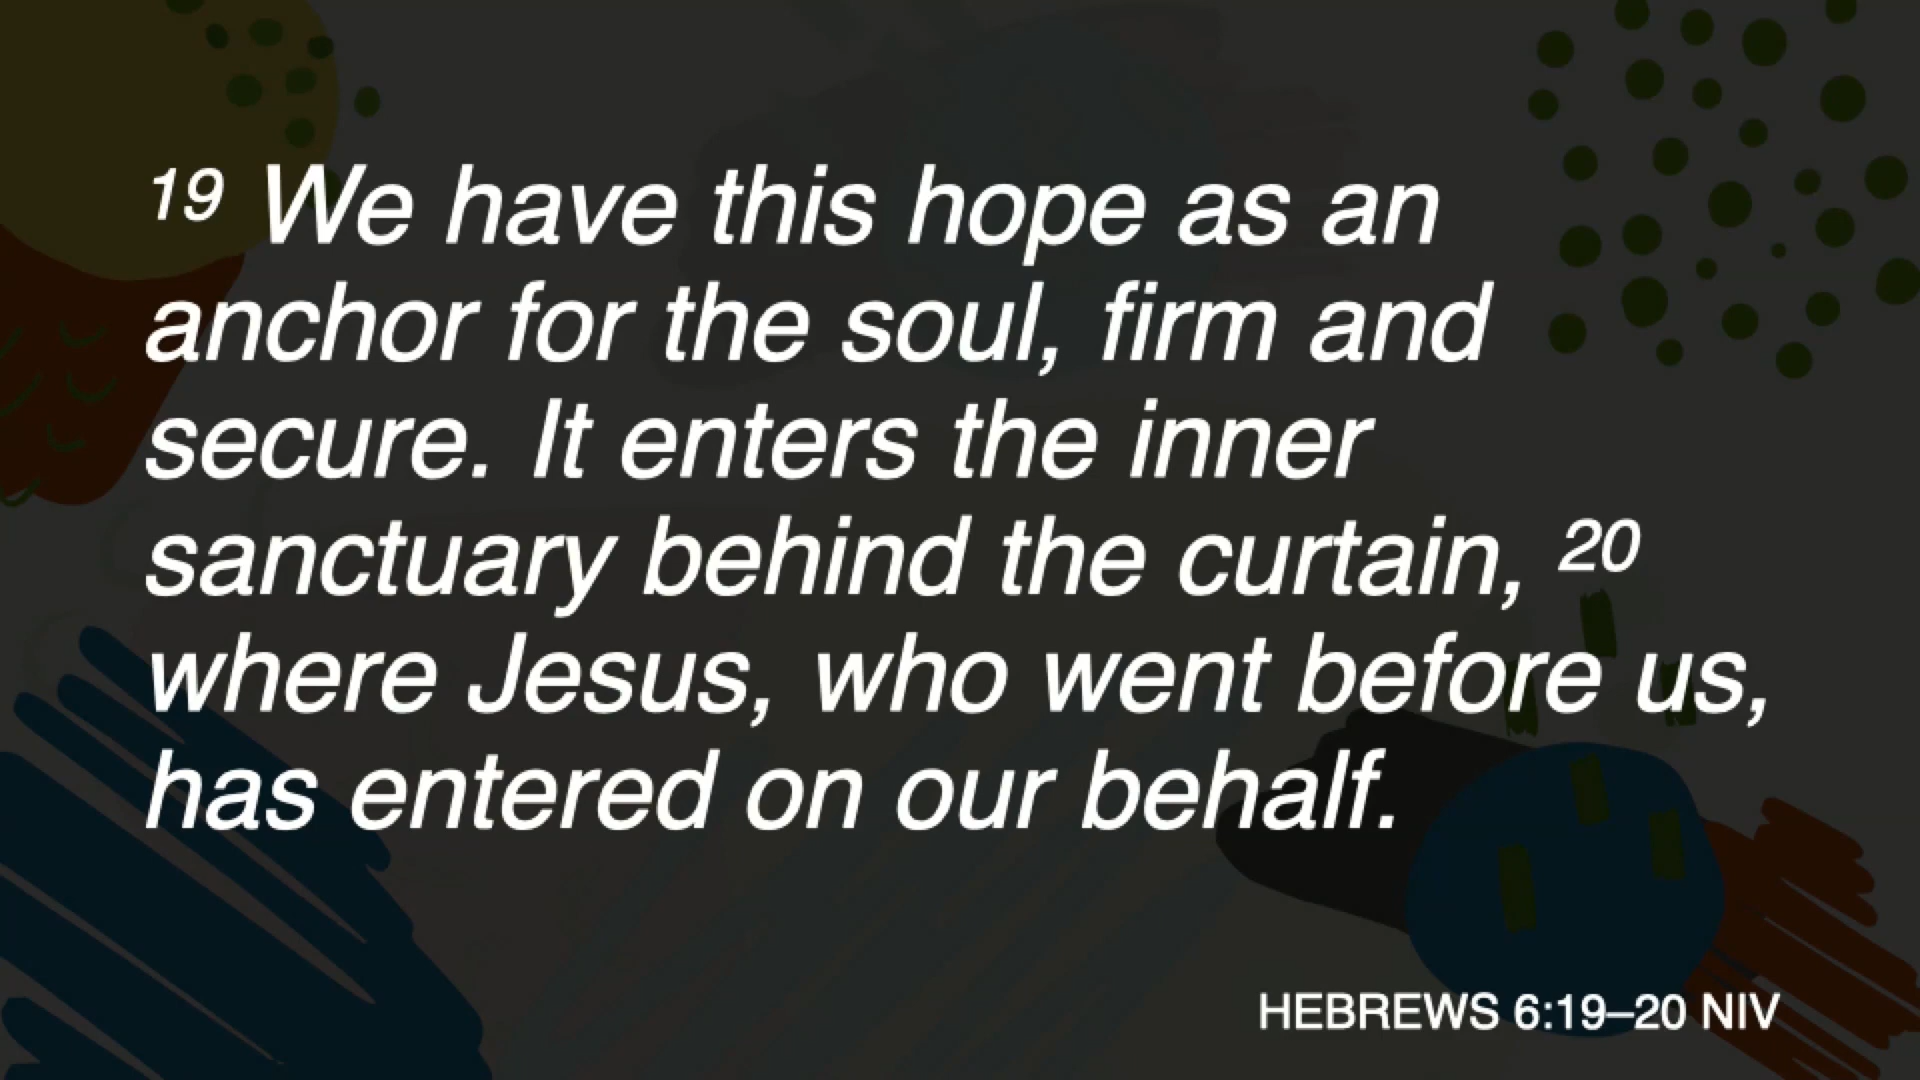 19 We have this hope as an
anchor for the soul, firm and
secure. It enters the inner
sanctuary behind the curtain, 20
where Jesus, who went before us,
has entered on our behalf.
HEBREWS 6:19–20 NIV